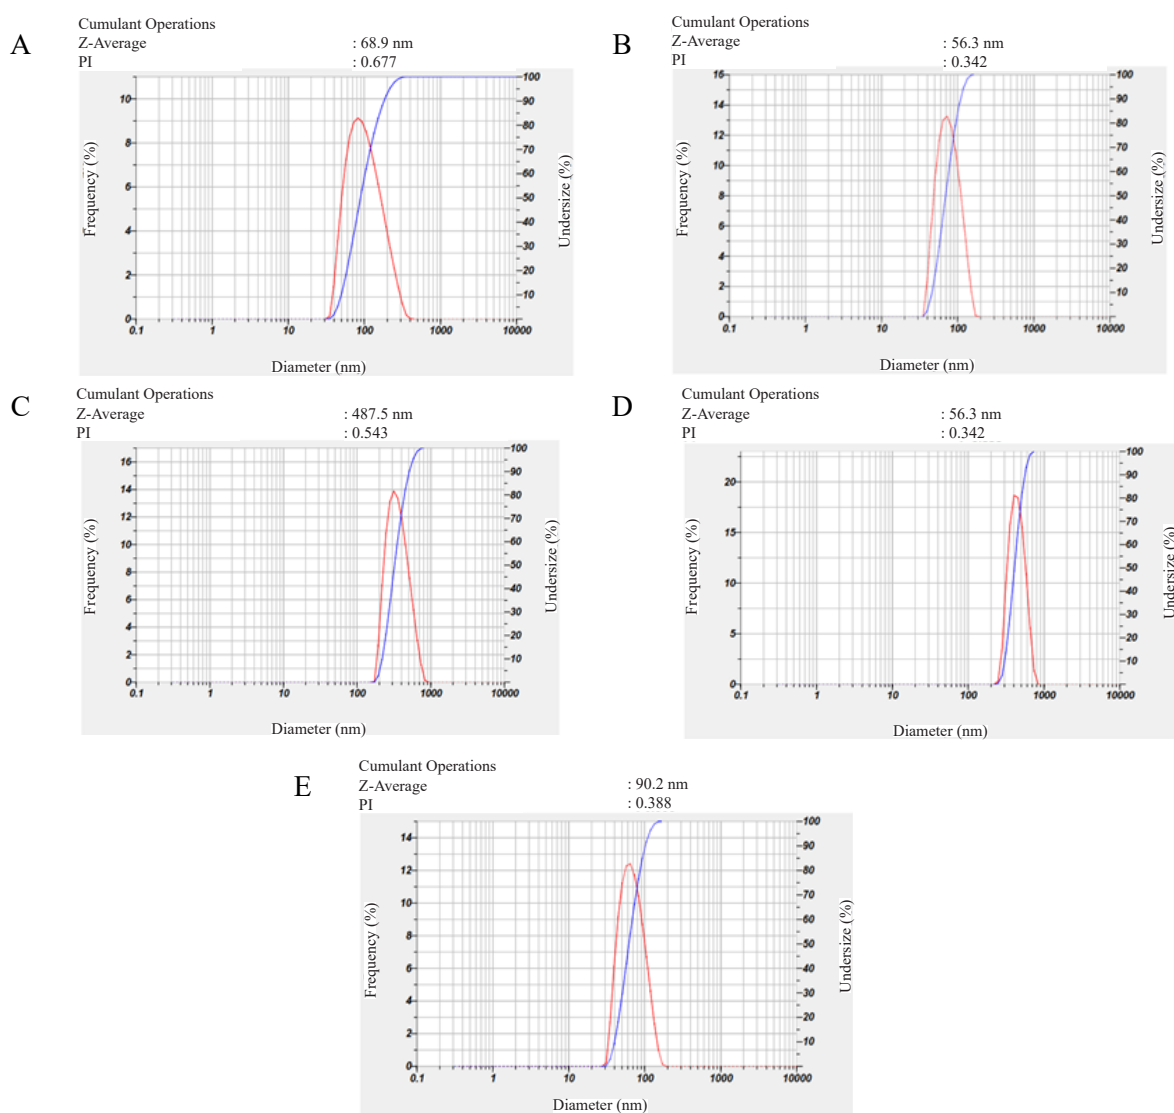 A
Cumulant Operations
Z-Average : 68.9 nm
PI : 0.677
Frequency (%)
10
8
6
4
2
0
100
90
80
70
60
50
40
30
20
10
Undersize (%)
0.1 1 10 100 1000 10000
Diameter (nm)
B
Cumulant Operations
Z-Average : 56.3 nm
PI : 0.342
Frequency (%)
16
14
12
10
8
6
4
2
0
100
90
80
70
60
50
40
30
20
10
Undersize (%)
0.1 1 10 100 1000 10000
Diameter (nm)
C
Cumulant Operations
Z-Average : 487.5 nm
PI : 0.543
Frequency (%)
16
14
12
10
8
6
4
2
0
100
90
80
70
60
50
40
30
20
10
Undersize (%)
0.1 1 10 100 1000 10000
Diameter (nm)
D
Cumulant Operations
Z-Average : 56.3 nm
PI : 0.342
Frequency (%)
20
15
10
5
0
100
90
80
70
60
50
40
30
20
10
Undersize (%)
0.1 1 10 100 1000 10000
Diameter (nm)
E
Cumulant Operations
Z-Average : 90.2 nm
PI : 0.388
Frequency (%)
14
12
10
8
6
4
2
0
100
90
80
70
60
50
40
30
20
10
Undersize (%)
0.1 1 10 100 1000 10000
Diameter (nm)